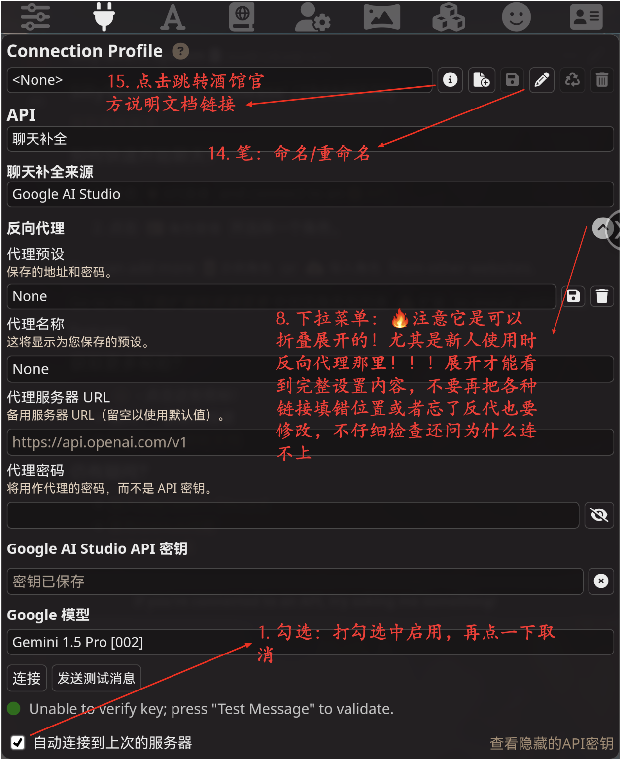 Connection Profile ?
<None>
15. 点击跳转酒馆官
方说明文档链接
API
聊天补全
14. 笔：命名/重命名
聊天补全来源
Google AI Studio
反向代理
代理预设
保存的地址和密码。
None
8. 下拉菜单：🔥注意它是可以
折叠展开的！尤其是新人使用时
反向代理那里！！！展开才能看
到完整设置内容，不要再把各种
链接填错位置或者忘了反代也要
修改，不仔细检查还问为什么连
不上
代理名称
这将显示为您保存的预设。
None
代理服务器 URL
备用服务器 URL（留空以使用默认值）。
https://api.openai.com/v1
代理密码
将用作代理的密码，而不是 API 密钥。
Google AI Studio API 密钥
密钥已保存
Google 模型
Gemini 1.5 Pro [002]
1. 勾选：打勾选中启用，再点一下取
消
连接
发送测试消息
Unable to verify key; press "Test Message" to validate.
自动连接到上次的服务器
查看隐藏的API密钥